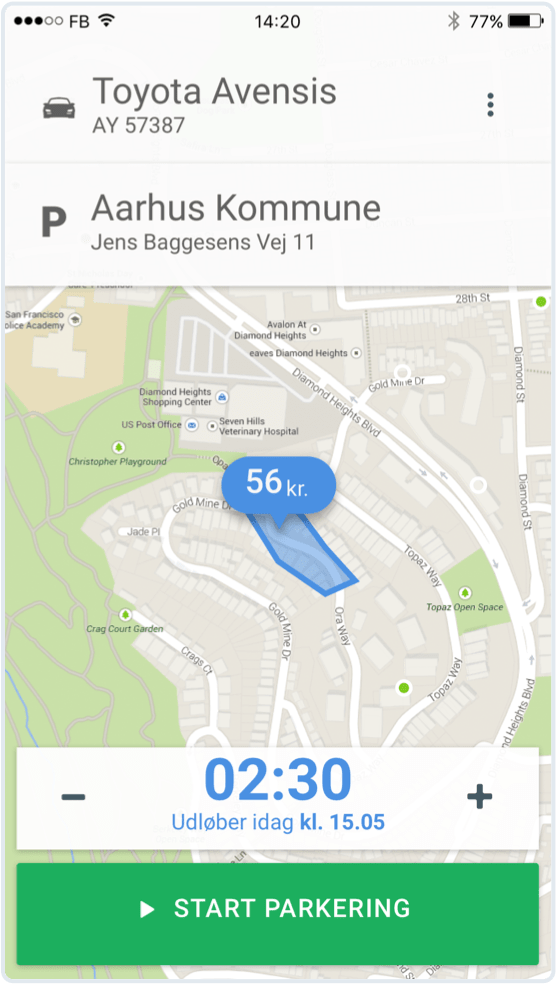 FB 14:20 77%
Toyota Avensis
AY 57387
P Aarhus Kommune
Jens Baggesens Vej 11
28th St
San Francisco
olice Academy
Avalon At
Diamond Heights
eaves Diamond Heights
Diamond St
Gold Mine Dr
Diamond Heights Blvd
Diamond Heights
Shopping Center
US Post Office
Seven Hills
Veterinary Hospital
Christopher Playground
Opa
56 kr.
Diamond St
Gold Mine D
Jade Pl
Topaz Way
Topaz Open Space
Gold Mine Dr
Ora Way
Crag Court Garden
Crags Ct
Topaz Way
d Heights Blvd
− 02:30 +
Udløber idag kl. 15.05
START PARKERING